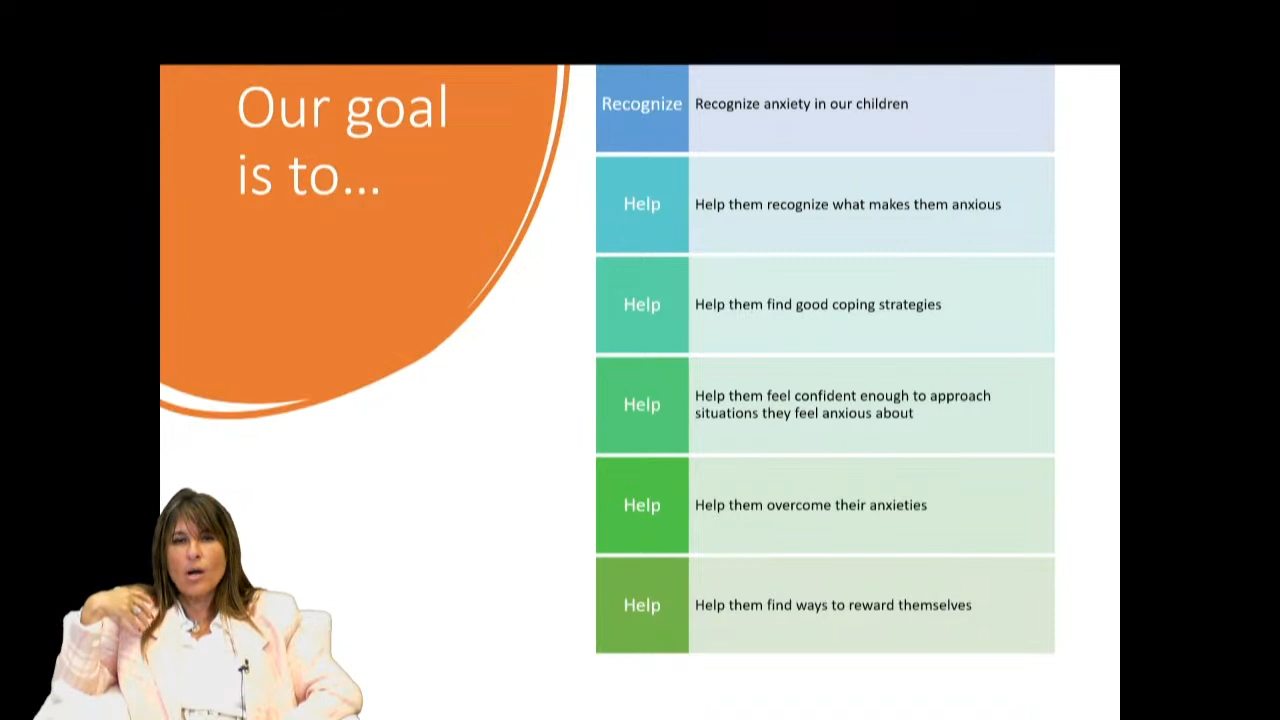 Our goal
is to...
Recognize
Recognize anxiety in our children
Help
Help them recognize what makes them anxious
Help
Help them find good coping strategies
Help
Help them feel confident enough to approach
situations they feel anxious about
Help
Help them overcome their anxieties
Help
Help them find ways to reward themselves